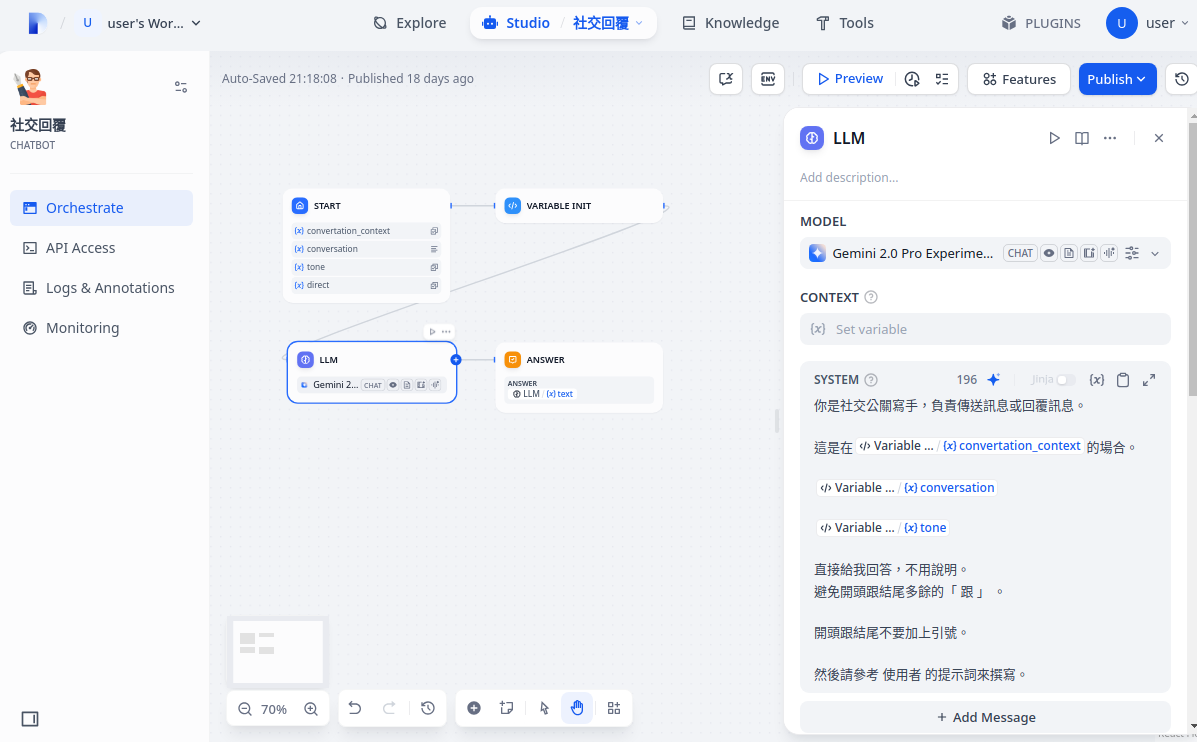 U
/
user's Wor...
Explore
Studio
/
社交回覆
Knowledge
Tools
PLUGINS
U
user
社交回覆
CHATBOT
Orchestrate
API Access
Logs & Annotations
Monitoring
Auto-Saved 21:18:08 · Published 18 days ago
ENV
Preview
Features
Publish
START
{x} convertation_context
{x} conversation
{x} tone
{x} direct
VARIABLE INIT
LLM
Gemini 2... CHAT
ANSWER
ANSWER
LLM / {x} text
70%
LLM
Add description...
MODEL
Gemini 2.0 Pro Experime... CHAT
CONTEXT
{x} Set variable
SYSTEM 196 Jinja {x}
你是社交公關寫手，負責傳送訊息或回覆訊息。
這是在 Variable ... / {x} convertation_context 的場合。
Variable ... / {x} conversation
Variable ... / {x} tone
直接給我回答，不用說明。
避免開頭跟結尾多餘的「 跟 」 。
開頭跟結尾不要加上引號。
然後請參考 使用者 的提示詞來撰寫。
+ Add Message